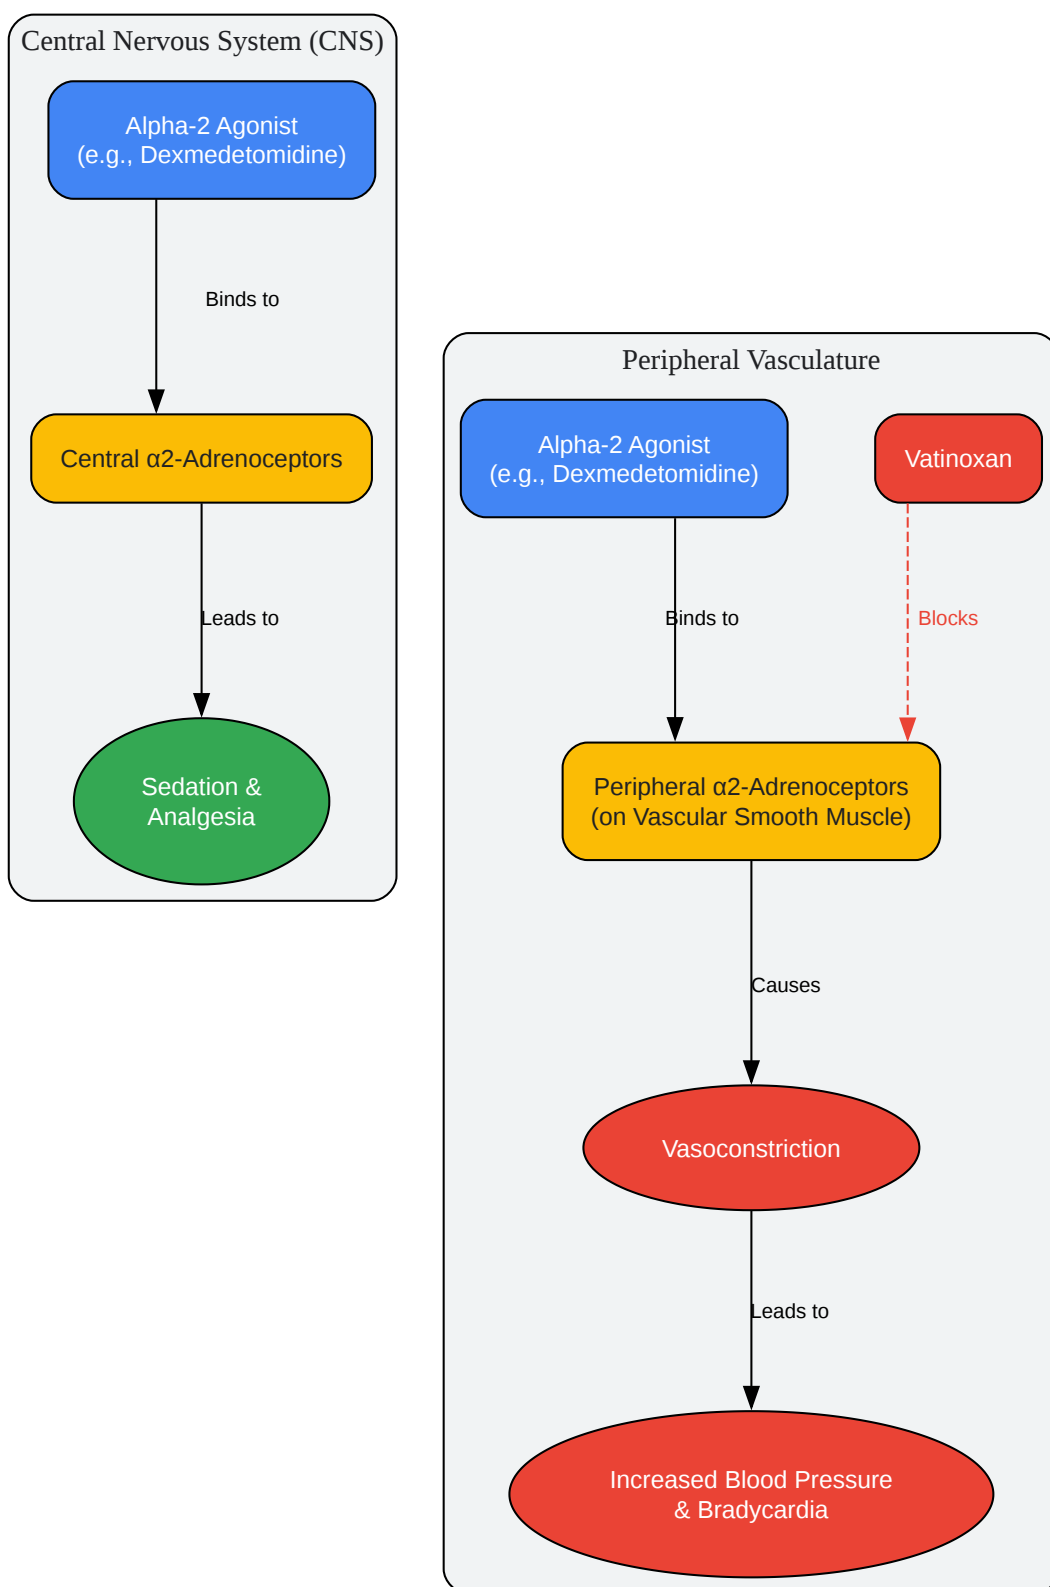 Central Nervous System (CNS)
Alpha-2 Agonist
(e.g., Dexmedetomidine)
Binds to
Central α2-Adrenoceptors
Leads to
Sedation &
Analgesia
Peripheral Vasculature
Alpha-2 Agonist
(e.g., Dexmedetomidine)
Vatinoxan
Binds to
Blocks
Peripheral α2-Adrenoceptors
(on Vascular Smooth Muscle)
Causes
Vasoconstriction
Leads to
Increased Blood Pressure
& Bradycardia